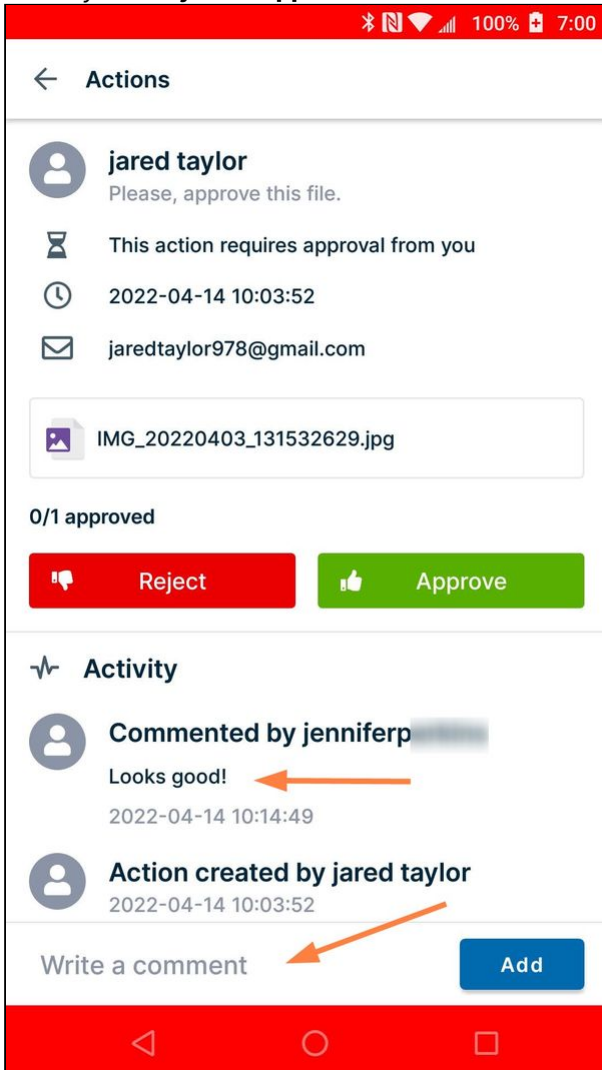 100% 7:00
Actions
jared taylor
Please, approve this file.
This action requires approval from you
2022-04-14 10:03:52
jaredtaylor978@gmail.com
IMG_20220403_131532629.jpg
0/1 approved
Reject Approve
Activity
Commented by jenniferp
Looks good!
2022-04-14 10:14:49
Action created by jared taylor
2022-04-14 10:03:52
Write a comment Add